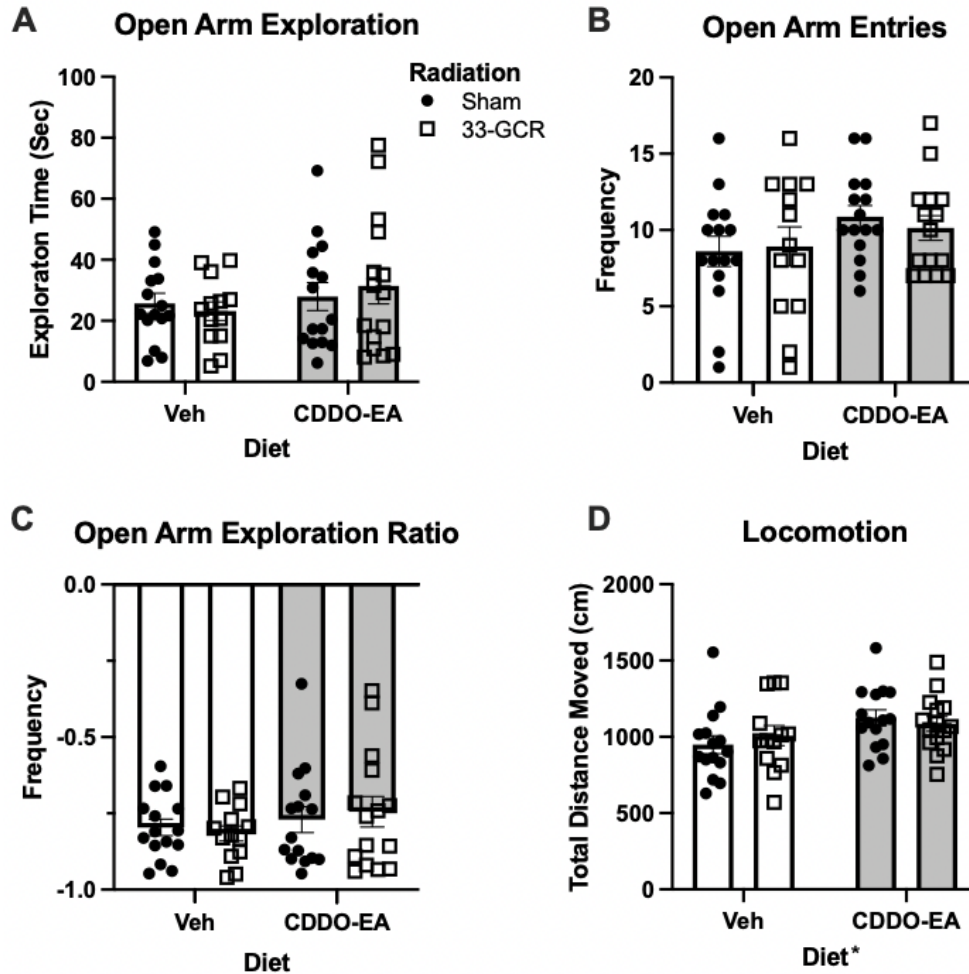 A
Open Arm Exploration
Exploraton Time (Sec)
100
80
60
40
20
0
Radiation
Sham
33-GCR
Veh
CDDO-EA
Diet
B
Open Arm Entries
Frequency
20
15
10
5
0
Veh
CDDO-EA
Diet
C
Open Arm Exploration Ratio
Frequency
0.0
-0.5
-1.0
Veh
CDDO-EA
Diet
D
Locomotion
Total Distance Moved (cm)
2000
1500
1000
500
0
Veh
CDDO-EA
Diet*